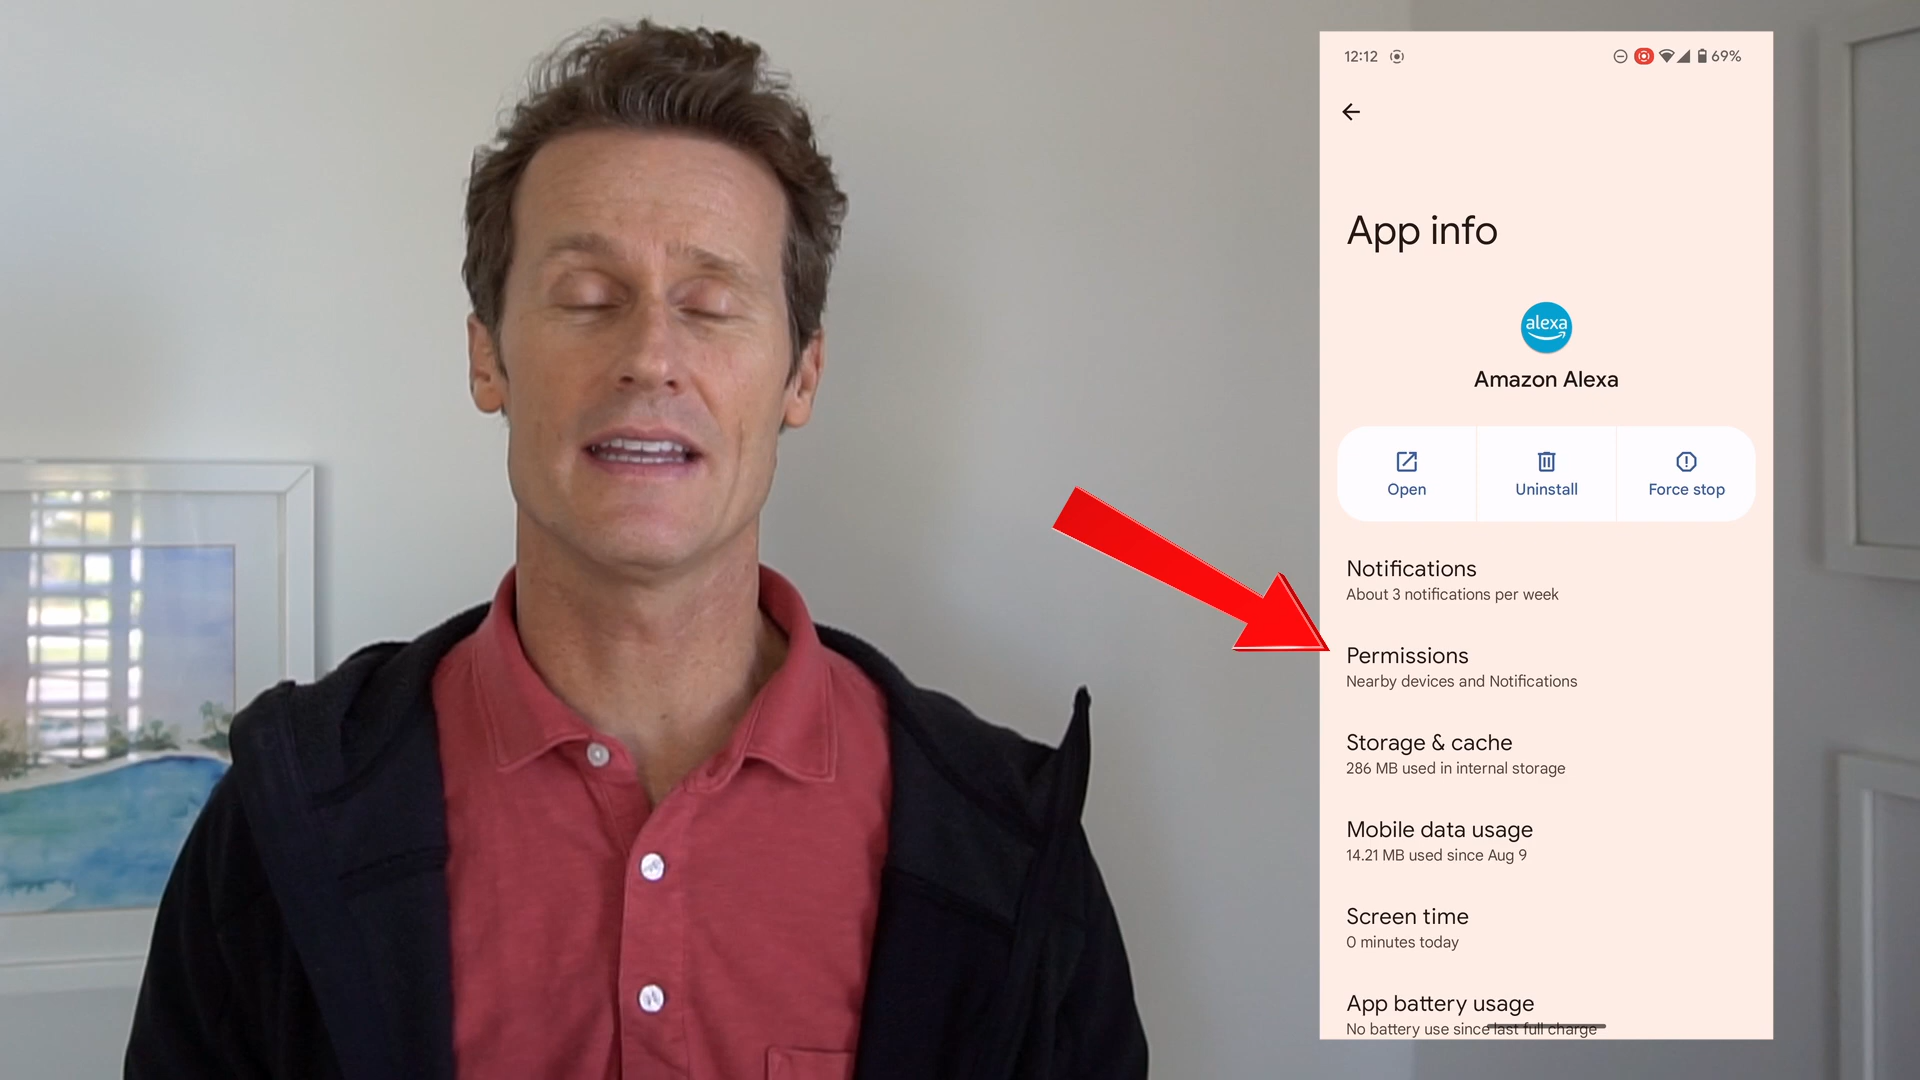 12:12
69%
App info
alexa
Amazon Alexa
Open
Uninstall
Force stop
Notifications
About 3 notifications per week
Permissions
Nearby devices and Notifications
Storage & cache
286 MB used in internal storage
Mobile data usage
14.21 MB used since Aug 9
Screen time
0 minutes today
App battery usage
No battery use since last full charge